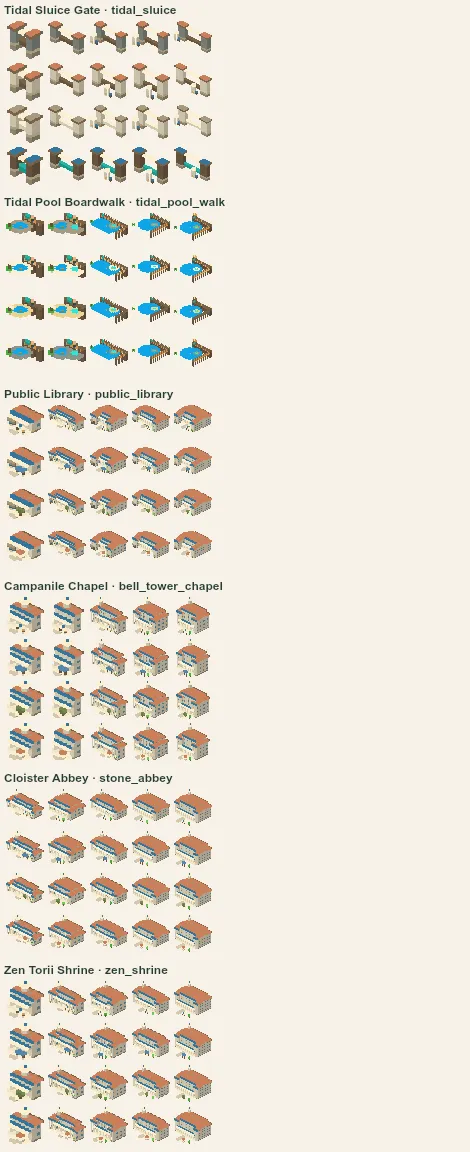 Tidal Sluice Gate · tidal_sluice
Tidal Pool Boardwalk · tidal_pool_walk
Public Library · public_library
Campanile Chapel · bell_tower_chapel
Cloister Abbey · stone_abbey
Zen Torii Shrine · zen_shrine